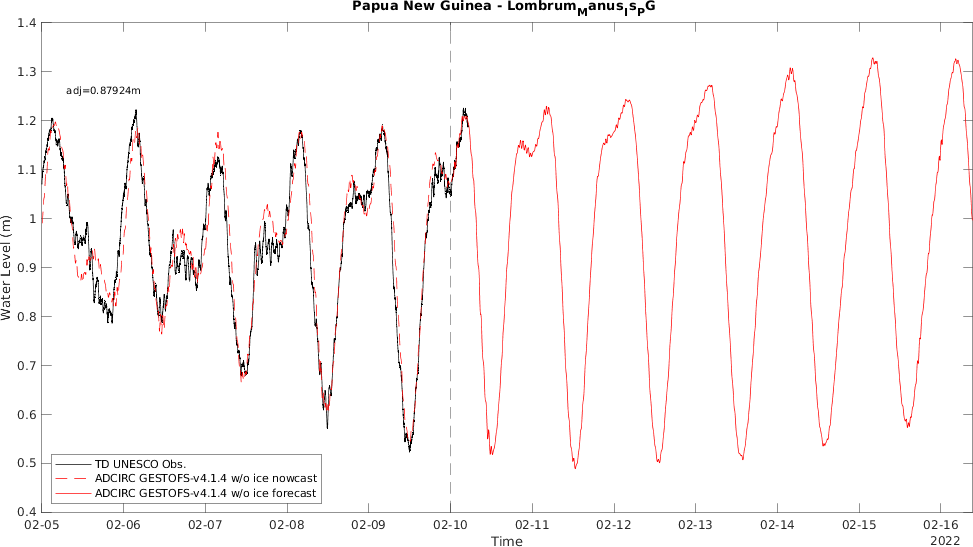 Papua New Guinea - LombrumManusIsPG
1.4
1.3
adj=0.87924m
1.2
1.1
1
0.9
0.8
0.7
0.6
0.5
0.4
Water Level (m)
TD UNESCO Obs.
ADCIRC GESTOFS-v4.1.4 w/o ice nowcast
ADCIRC GESTOFS-v4.1.4 w/o ice forecast
02-05 02-06 02-07 02-08 02-09 02-10 02-11 02-12 02-13 02-14 02-15 02-16
Time 2022